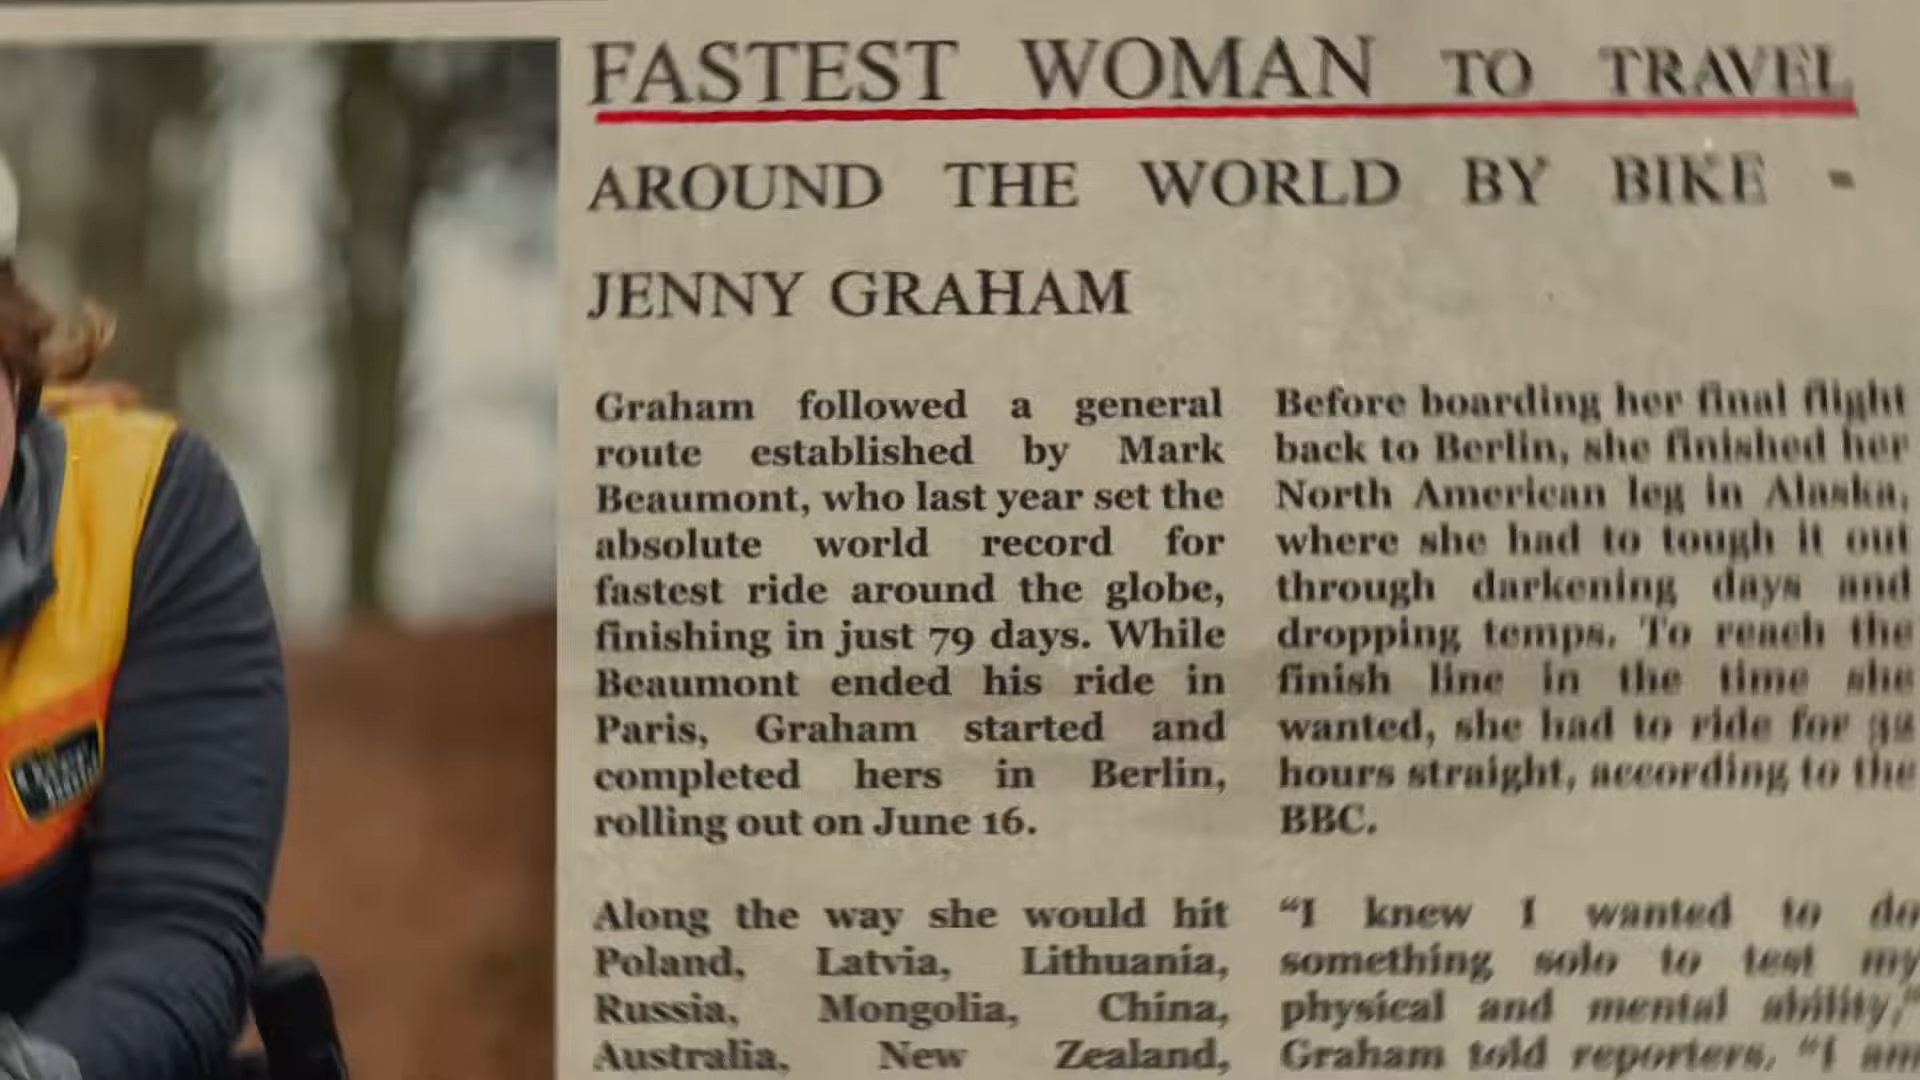 FASTEST WOMAN TO TRAVEL
AROUND THE WORLD BY BIKE -
JENNY GRAHAM
Graham followed a general
route established by Mark
Beaumont, who last year set the
absolute world record for
fastest ride around the globe,
finishing in just 79 days. While
Beaumont ended his ride in
Paris, Graham started and
completed hers in Berlin,
rolling out on June 16.
Along the way she would hit
Poland, Latvia, Lithuania,
Russia, Mongolia, China,
Australia, New Zealand,
Before boarding her final flight
back to Berlin, she finished her
North American leg in Alaska,
where she had to tough it out
through darkening days and
dropping temps. To reach the
finish line in the time she
wanted, she had to ride for
hours straight, according to the
BBC.
“I knew I wanted to do
something solo to test my
physical and mental ability,”
Graham told reporters. “I am